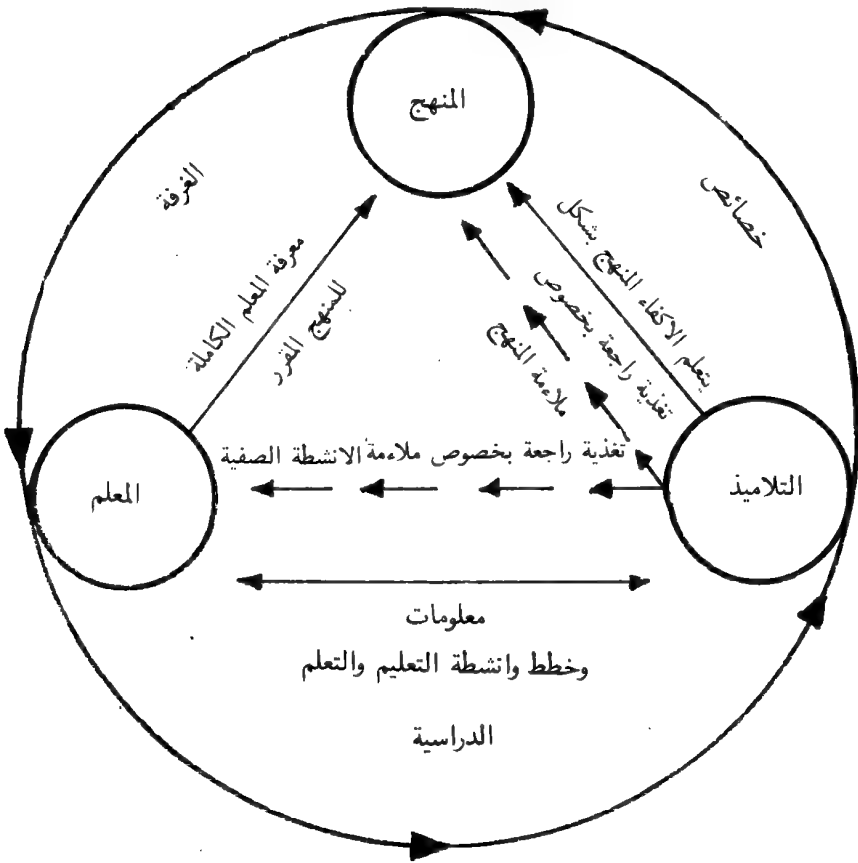 المنهج
خصائص
الغرفة
يتعلم الاكفاء المنهج بشكل
تغذية راجعة بخصوص
ملاءمة المنهج
معرفة المعلم الكاملة
للمنهج المقرر
تغذية راجعة بخصوص ملاءمة الانشطة الصفية
التلاميذ
المعلم
معلومات
وخطط وانشطة التعليم والتعلم
الدراسية